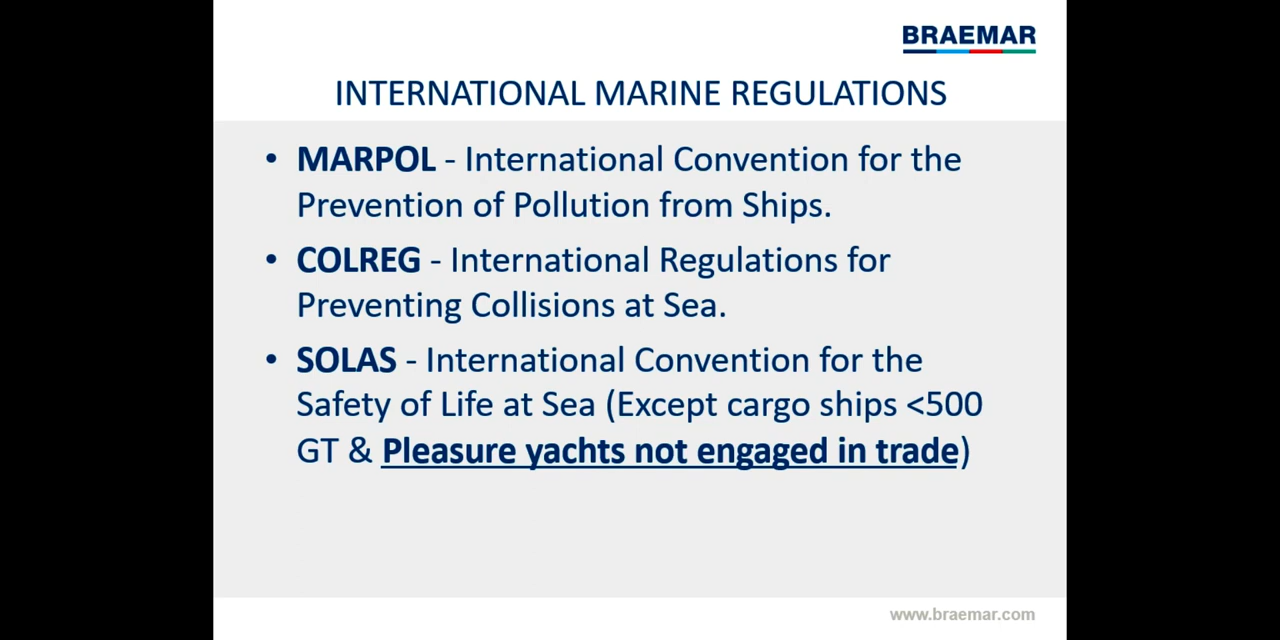 BRAEMAR
INTERNATIONAL MARINE REGULATIONS
• MARPOL - International Convention for the
Prevention of Pollution from Ships.
• COLREG - International Regulations for
Preventing Collisions at Sea.
• SOLAS - International Convention for the
Safety of Life at Sea (Except cargo ships <500
GT & Pleasure yachts not engaged in trade)
www.braemar.com